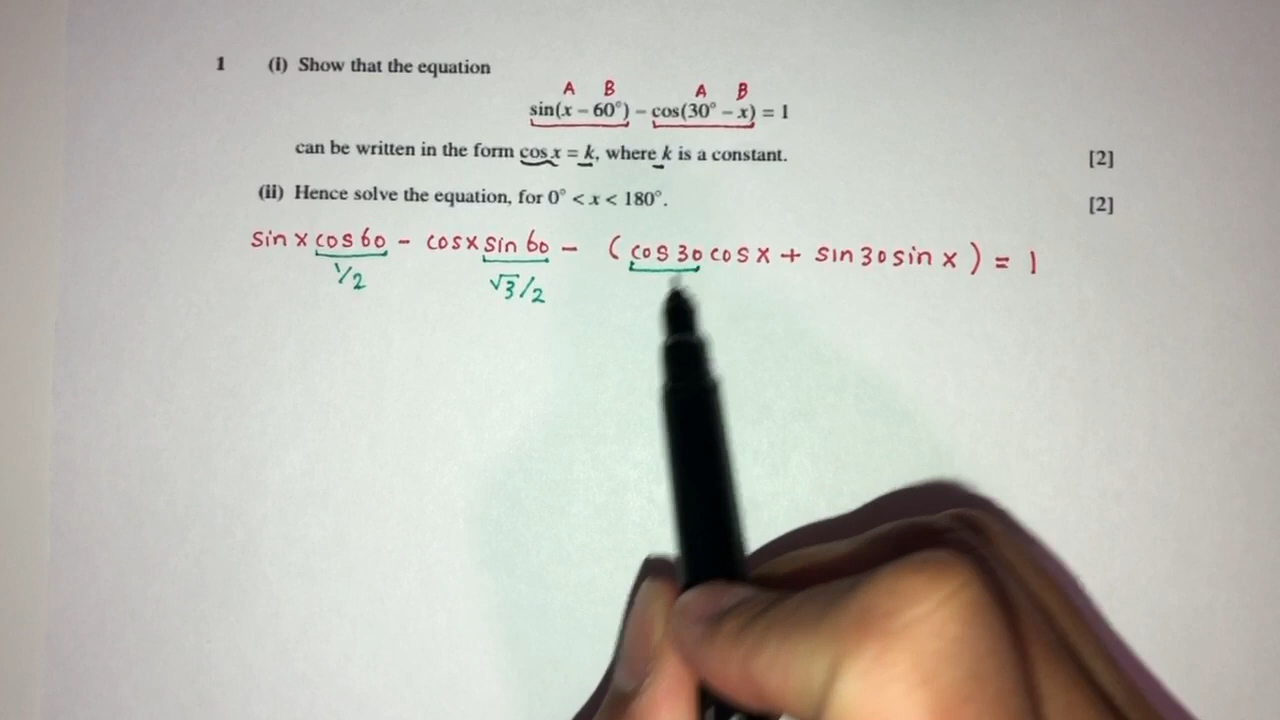 1 (i) Show that the equation
A B A B
sin(x − 60°) − cos(30° − x) = 1
can be written in the form cos x = k, where k is a constant. [2]
(ii) Hence solve the equation, for 0° < x < 180°. [2]
sin x cos 60 − cos x sin 60 − (cos 30 cos x + sin 30 sin x) = 1
1/2 √3/2